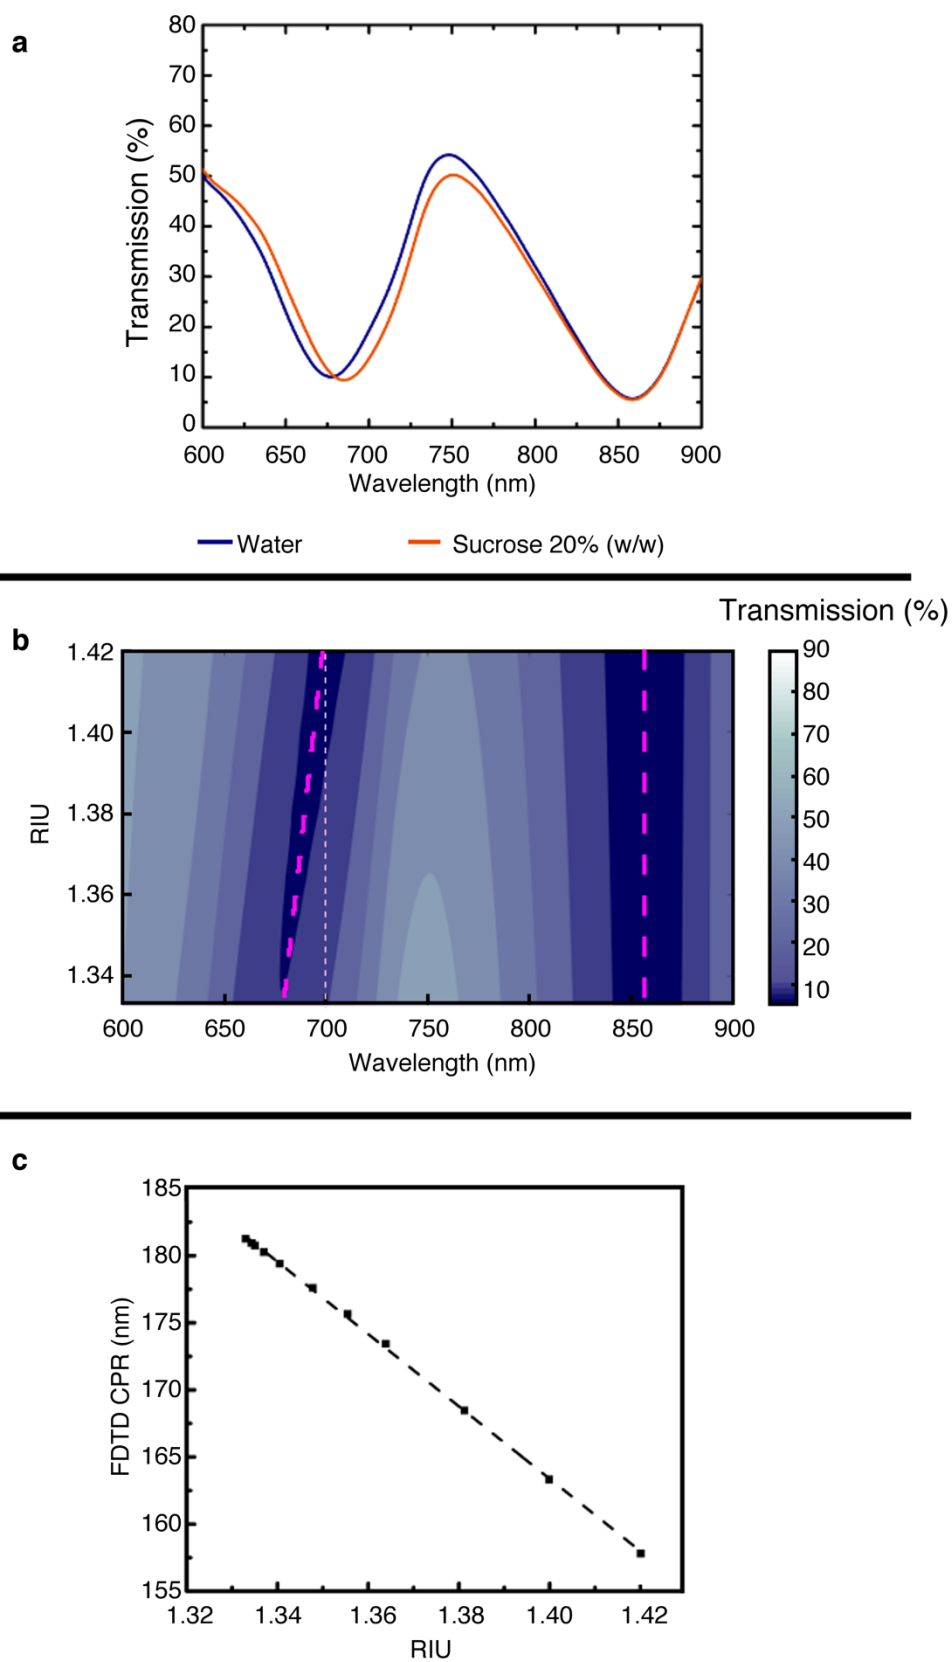 a
80
70
60
50
40
30
20
10
0
Transmission (%)
600 650 700 750 800 850 900
Wavelength (nm)
Water Sucrose 20% (w/w)
Transmission (%)
b
1.42
1.40
1.38
1.36
1.34
RIU
90
80
70
60
50
40
30
20
10
600 650 700 750 800 850 900
Wavelength (nm)
c
185
180
175
170
165
160
155
FDTD CPR (nm)
1.32 1.34 1.36 1.38 1.40 1.42
RIU